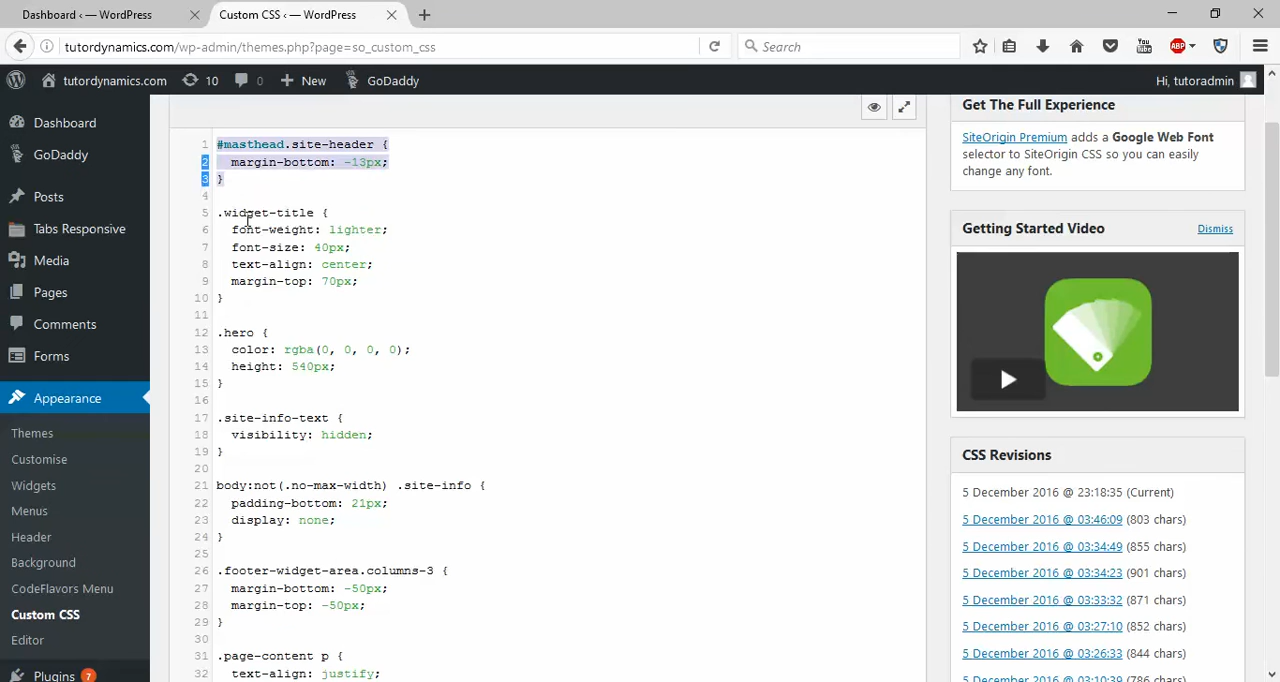 Dashboard ‹ — WordPress
Custom CSS ‹ — WordPress
tutordynamics.com/wp-admin/themes.php?page=so_custom_css
Search
You Tube
ABP
tutordynamics.com
10
0
New
GoDaddy
Hi, tutoradmin
Dashboard
GoDaddy
Posts
Tabs Responsive
Media
Pages
Comments
Forms
Appearance
Themes
Customise
Widgets
Menus
Header
Background
CodeFlavors Menu
Custom CSS
Editor
Plugins 7
1 #masthead.site-header {
2 margin-bottom: -13px;
3 }
4
5 .widget-title {
6 font-weight: lighter;
7 font-size: 40px;
8 text-align: center;
9 margin-top: 70px;
10 }
11
12 .hero {
13 color: rgba(0, 0, 0, 0);
14 height: 540px;
15 }
16
17 .site-info-text {
18 visibility: hidden;
19 }
20
21 body:not(.no-max-width) .site-info {
22 padding-bottom: 21px;
23 display: none;
24 }
25
26 .footer-widget-area.columns-3 {
27 margin-bottom: -50px;
28 margin-top: -50px;
29 }
30
31 .page-content p {
32 text-align: justify;
Get The Full Experience
SiteOrigin Premium adds a Google Web Font
selector to SiteOrigin CSS so you can easily
change any font.
Getting Started Video
Dismiss
CSS Revisions
5 December 2016 @ 23:18:35 (Current)
5 December 2016 @ 03:46:09 (803 chars)
5 December 2016 @ 03:34:49 (855 chars)
5 December 2016 @ 03:34:23 (901 chars)
5 December 2016 @ 03:33:32 (871 chars)
5 December 2016 @ 03:27:10 (852 chars)
5 December 2016 @ 03:26:33 (844 chars)
5 December 2016 @ 03:10:39 (786 chars)